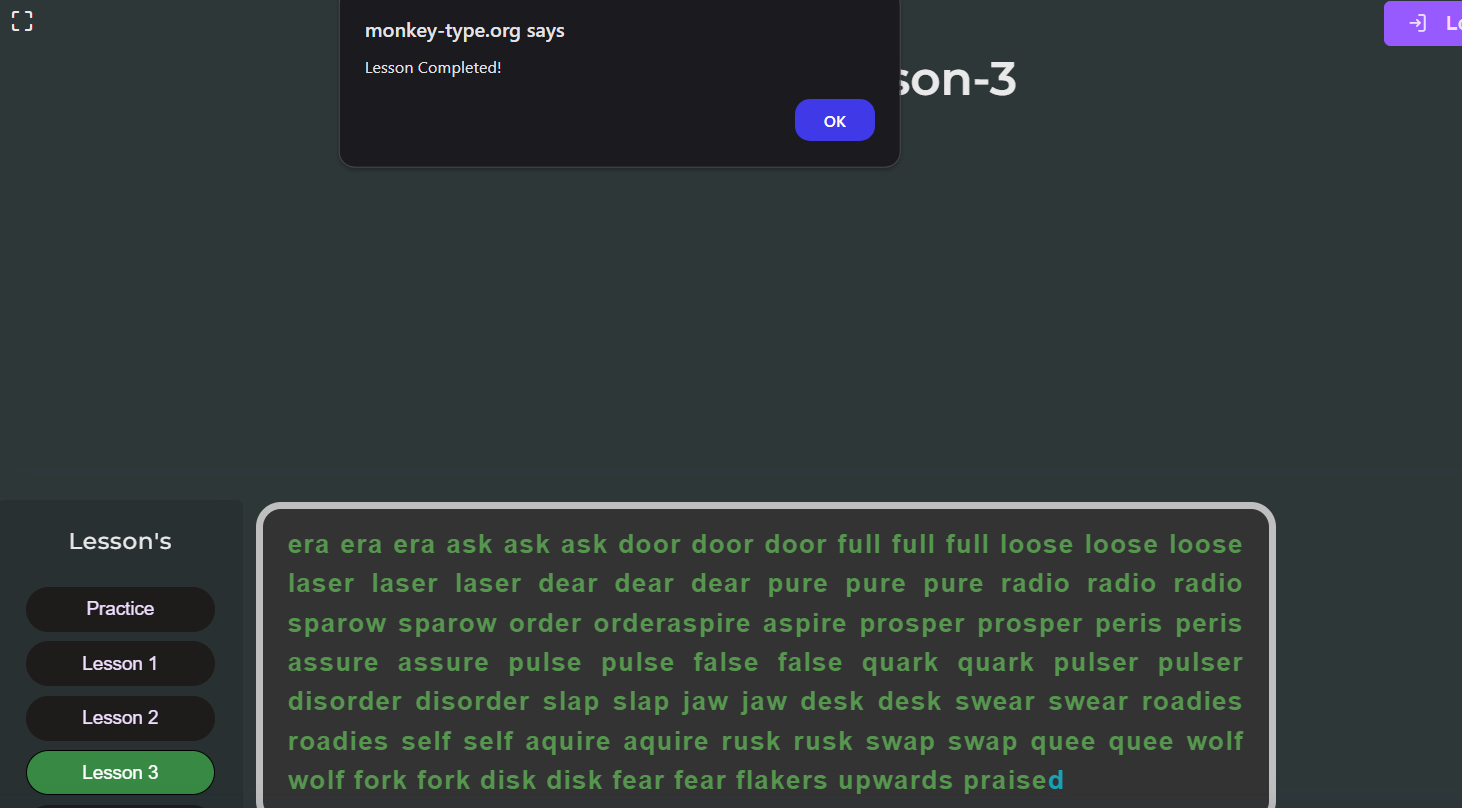 monkey-type.org says
Lesson Completed!
OK
son-3
Lesson's
Practice
Lesson 1
Lesson 2
Lesson 3
era era era ask ask ask door door door full full full loose loose loose
laser laser laser dear dear dear pure pure pure radio radio radio
sparow sparow order orderaspire aspire prosper prosper peris peris
assure assure pulse pulse false false quark quark pulser pulser
disorder disorder slap slap jaw jaw desk desk swear swear roadies
roadies self self aquire aquire rusk rusk swap swap quee quee wolf
wolf fork fork disk disk fear fear flakers upwards praised